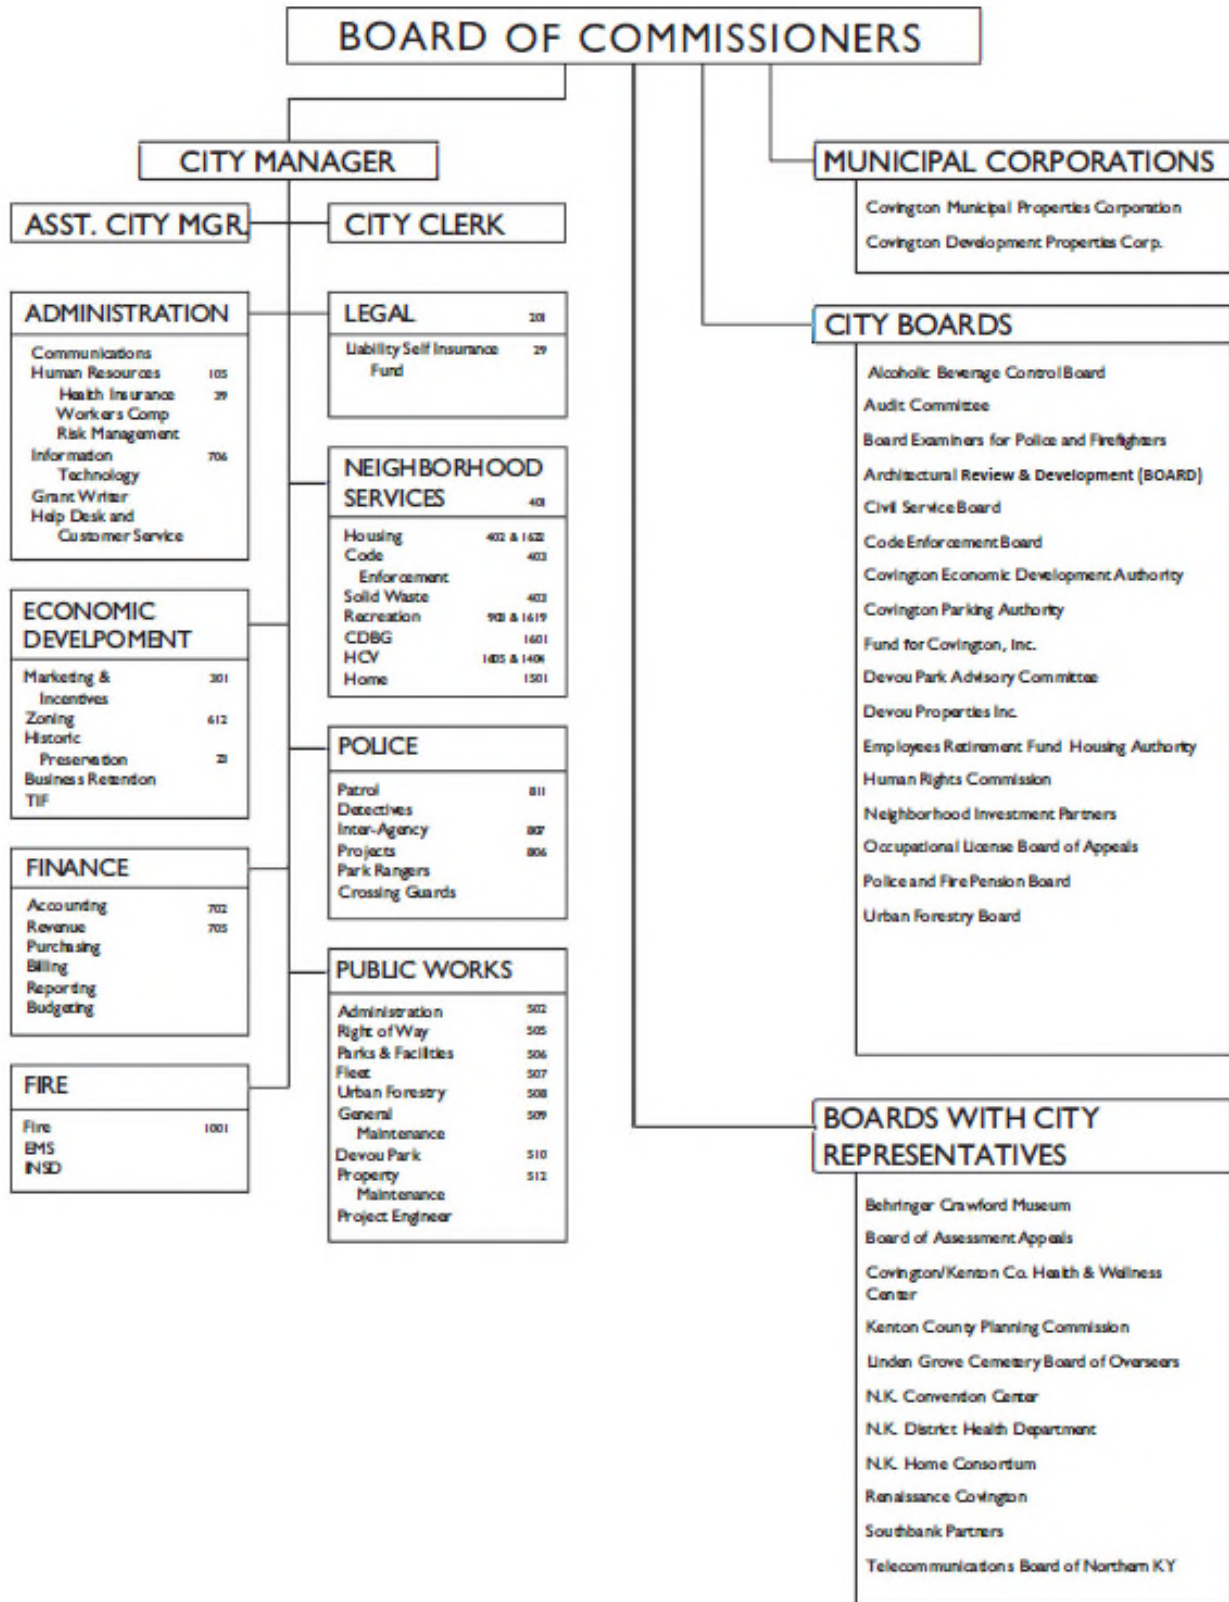 BOARD OF COMMISSIONERS
CITY MANAGER
ASST. CITY MGR.
CITY CLERK
ADMINISTRATION
Communications
Human Resources 105
Health Insurance 39
Workers Comp
Risk Management
Information 706
Technology
Grant Writer
Help Desk and
Customer Service
ECONOMIC
DEVELPOMENT
Marketing & 301
Incentives
Zoning 612
Historic
Preservation 23
Business Retention
TIF
FINANCE
Accounting 702
Revenue 705
Purchasing
Billing
Reporting
Budgeting
FIRE
Fire 1001
EMS
INSD
LEGAL 201
Liability Self Insurance 29
Fund
NEIGHBORHOOD
SERVICES 401
Housing 402 & 1622
Code 403
Enforcement
Solid Waste 403
Recreation & 1619
CDBG 1601
HCV
Home 1501
POLICE
Patrol 811
Detectives
Inter-Agency 807
Projects 806
Park Rangers
Crossing Guards
PUBLIC WORKS
Administration 502
Right of Way 505
Parks & Facilities 506
Fleet 507
Urban Forestry 508
General 509
Maintenance
Devou Park 510
Property 512
Maintenance
Project Engineer
MUNICIPAL CORPORATIONS
Covington Municipal Properties Corporation
Covington Development Properties Corp.
CITY BOARDS
Alcoholic Beverage Control Board
Audit Committee
Board Examiners for Police and Firefighters
Architectural Review & Development (BOARD)
Civil Service Board
Code Enforcement Board
Covington Economic Development Authority
Covington Parking Authority
Fund for Covington, Inc.
Devou Park Advisory Committee
Devou Properties Inc.
Employees Retirement Fund Housing Authority
Human Rights Commission
Neighborhood Investment Partners
Occupational License Board of Appeals
Police and Fire Pension Board
Urban Forestry Board
BOARDS WITH CITY
REPRESENTATIVES
Behringer Crawford Museum
Board of Assessment Appeals
Covington/Kenton Co. Health & Wellness
Center
Kenton County Planning Commission
Linden Grove Cemetery Board of Overseers
N.K. Convention Center
N.K. District Health Department
N.K. Home Consortium
Renaissance Covington
Southbank Partners
Telecommunications Board of Northern KY